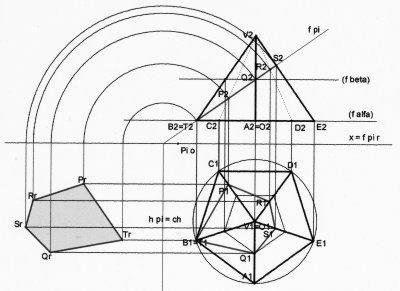 f pi
V2
S2
R2
Q2
(f beta)
P2
(f alfa)
B2=T2
C2
A2=O2
D2
E2
x = f pi r
Pi o
C1
D1
Pr
P1
Rr
R1
h pi = ch
Sr
V1=O1
S1
Tr
B1=T1
E1
Qr
Q1
A1